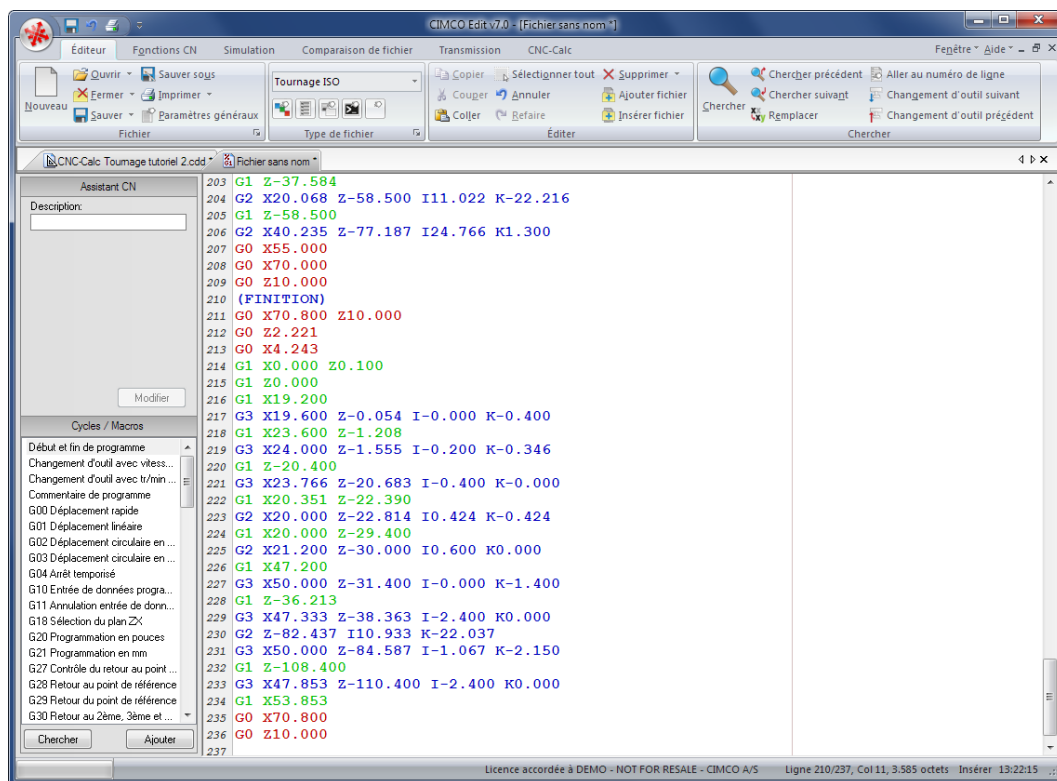 CIMCO Edit v7.0 - [Fichier sans nom *]
Éditeur Fonctions CN Simulation Comparaison de fichier Transmission CNC-Calc Fenêtre Aide
Nouveau
Ouvrir Sauver sous
Fermer Imprimer
Sauver Paramètres généraux
Fichier
Tournage ISO
Type de fichier
Copier Sélectionner tout Supprimer
Couper Annuler Ajouter fichier
Coller Refaire Insérer fichier
Éditer
Chercher
Chercher précédent Aller au numéro de ligne
Chercher suivant Changement d'outil suivant
Remplacer Changement d'outil précédent
Chercher
CNC-Calc Tournage tutoriel 2.cdd * Fichier sans nom *
Assistant CN
Description:
Modifier
Cycles / Macros
Début et fin de programme
Changement d'outil avec vitess...
Changement d'outil avec tr/min ...
Commentaire de programme
G00 Déplacement rapide
G01 Déplacement linéaire
G02 Déplacement circulaire en ...
G03 Déplacement circulaire en ...
G04 Arrêt temporisé
G10 Entrée de données progra...
G11 Annulation entrée de donn...
G18 Sélection du plan ZX
G20 Programmation en pouces
G21 Programmation en mm
G27 Contrôle du retour au point ...
G28 Retour au point de référence
G29 Retour du point de référence
G30 Retour au 2ème, 3ème et ...
Chercher Ajouter
203 G1 Z-37.584
204 G2 X20.068 Z-58.500 I11.022 K-22.216
205 G1 Z-58.500
206 G2 X40.235 Z-77.187 I24.766 K1.300
207 G0 X55.000
208 G0 X70.000
209 G0 Z10.000
210 (FINITION)
211 G0 X70.800 Z10.000
212 G0 Z2.221
213 G0 X4.243
214 G1 X0.000 Z0.100
215 G1 Z0.000
216 G1 X19.200
217 G3 X19.600 Z-0.054 I-0.000 K-0.400
218 G1 X23.600 Z-1.208
219 G3 X24.000 Z-1.555 I-0.200 K-0.346
220 G1 Z-20.400
221 G3 X23.766 Z-20.683 I-0.400 K-0.000
222 G1 X20.351 Z-22.390
223 G2 X20.000 Z-22.814 I0.424 K-0.424
224 G1 X20.000 Z-29.400
225 G2 X21.200 Z-30.000 I0.600 K0.000
226 G1 X47.200
227 G3 X50.000 Z-31.400 I-0.000 K-1.400
228 G1 Z-36.213
229 G3 X47.333 Z-38.363 I-2.400 K0.000
230 G2 Z-82.437 I10.933 K-22.037
231 G3 X50.000 Z-84.587 I-1.067 K-2.150
232 G1 Z-108.400
233 G3 X47.853 Z-110.400 I-2.400 K0.000
234 G1 X53.853
235 G0 X70.800
236 G0 Z10.000
237
Licence accordée à DEMO - NOT FOR RESALE - CIMCO A/S Ligne 210/237, Col 11, 3.585 octets Insérer 13:22:15